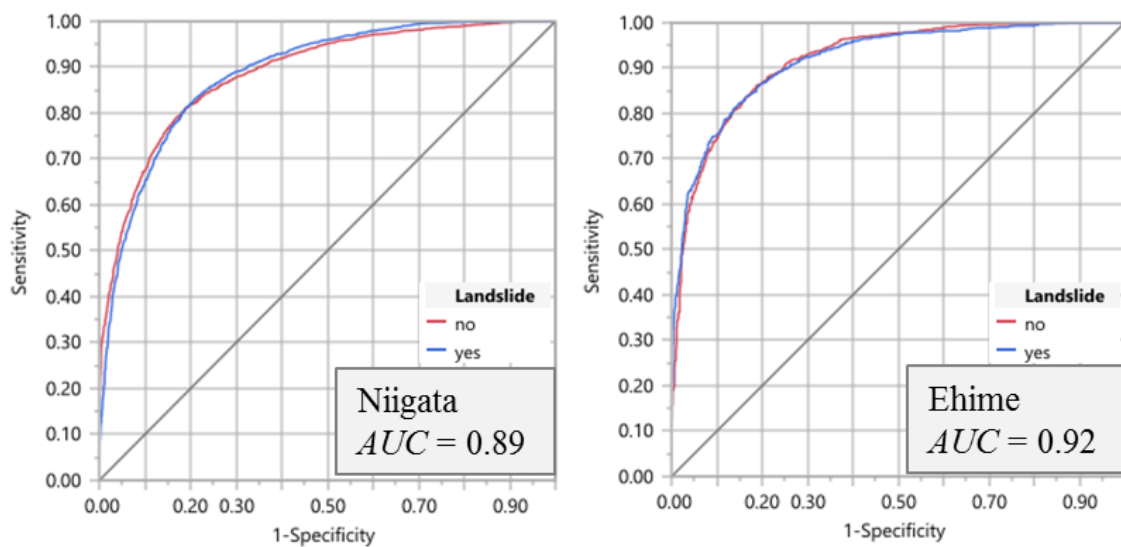 1.00
0.90
0.80
0.70
0.60
0.50
0.40
0.30
0.20
0.10
0.00
Sensitivity
Landslide
no
yes
Niigata
AUC = 0.89
0.00 0.20 0.30 0.50 0.70 0.90
1-Specificity
1.00
0.90
0.80
0.70
0.60
0.50
0.40
0.30
0.20
0.10
0.00
Sensitivity
Landslide
no
yes
Ehime
AUC = 0.92
0.00 0.20 0.30 0.50 0.70 0.90
1-Specificity